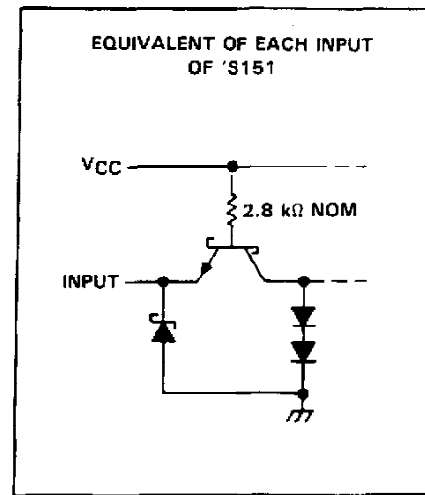 EQUIVALENT OF EACH INPUT
OF 'S151
VCC
2.8 kΩ NOM
INPUT